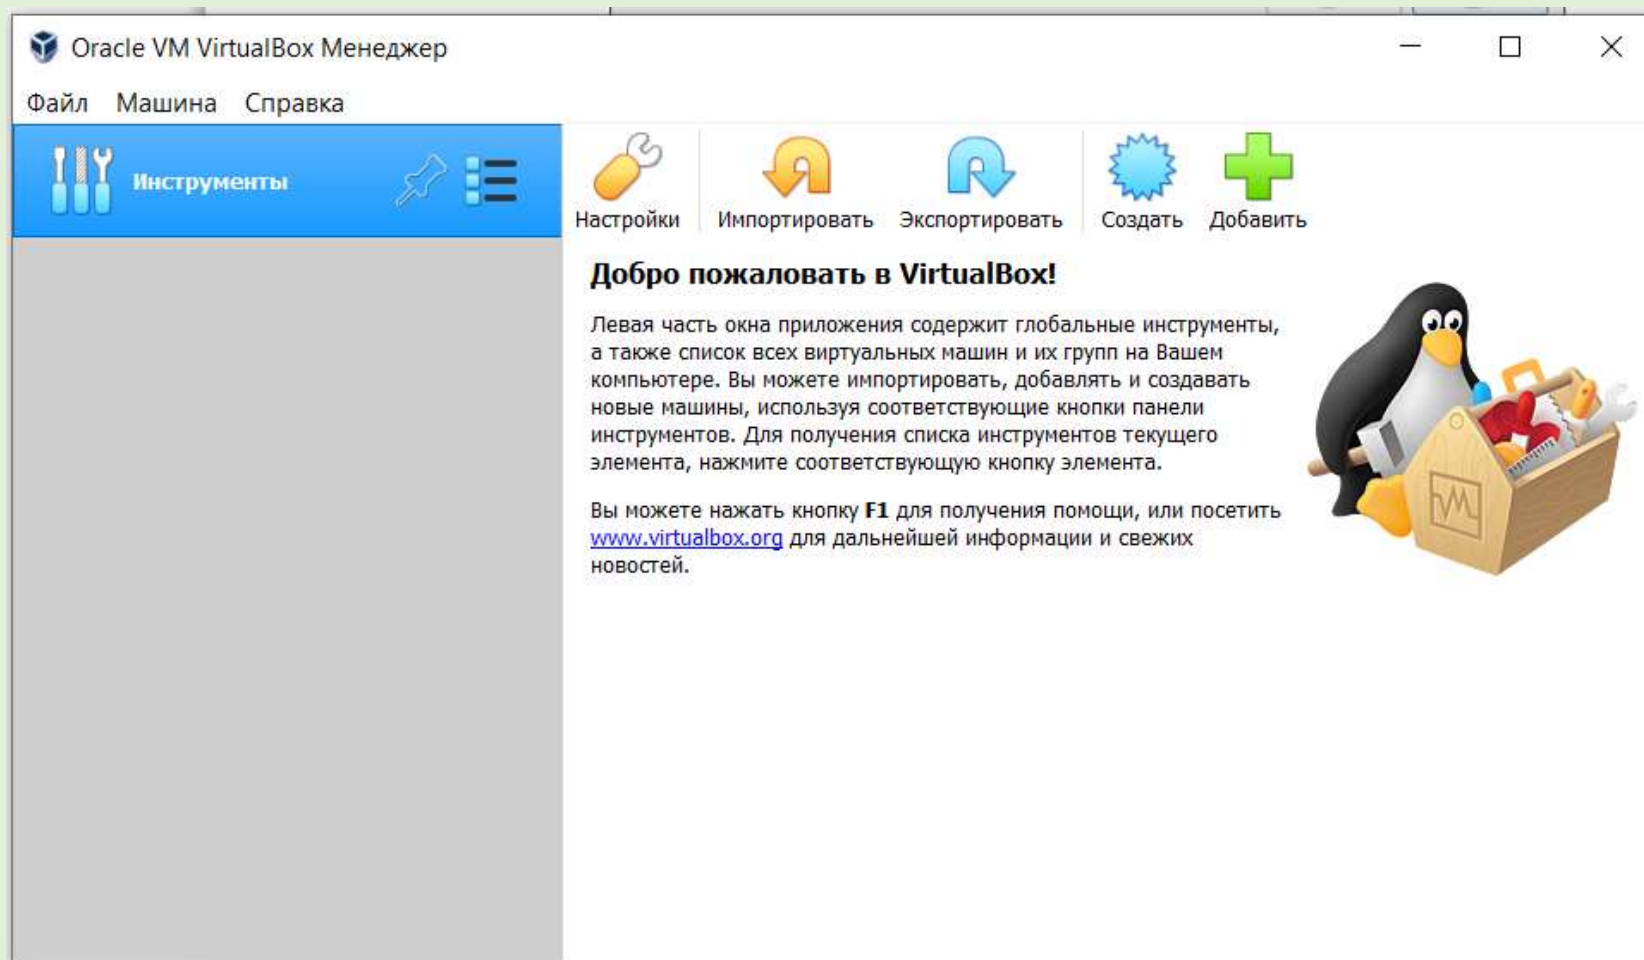 Oracle VM VirtualBox Менеджер
Файл Машина Справка
Инструменты
Настройки Импортировать Экспортировать Создать Добавить
Добро пожаловать в VirtualBox!
Левая часть окна приложения содержит глобальные инструменты,
а также список всех виртуальных машин и их групп на Вашем
компьютере. Вы можете импортировать, добавлять и создавать
новые машины, используя соответствующие кнопки панели
инструментов. Для получения списка инструментов текущего
элемента, нажмите соответствующую кнопку элемента.
Вы можете нажать кнопку F1 для получения помощи, или посетить
www.virtualbox.org для дальнейшей информации и свежих
новостей.